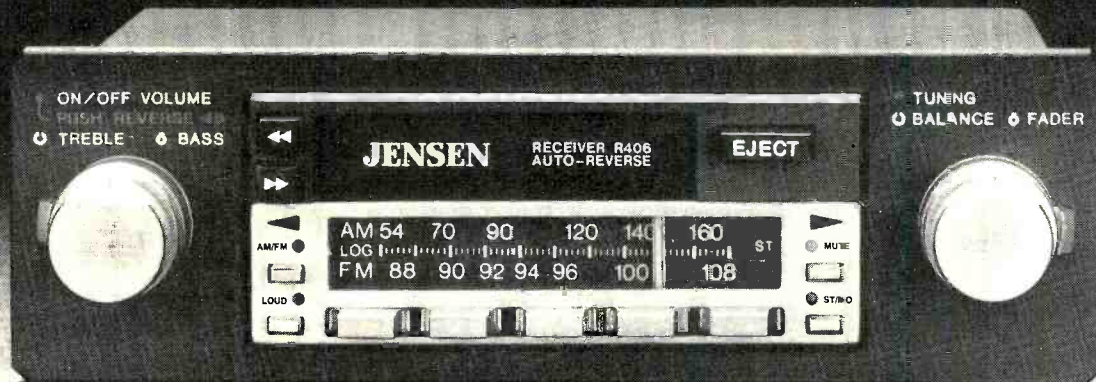 ON/OFF VOLUME
PUSH REVERSE
TREBLE BASS
JENSEN
RECEIVER R406
AUTO-REVERSE
EJECT
TUNING
BALANCE FADER
AM 54 70 90 120 140 160
LOG
FM 88 90 92 94 96 100 108
ST
AM/FM
LOUD
MUTE
ST/MO